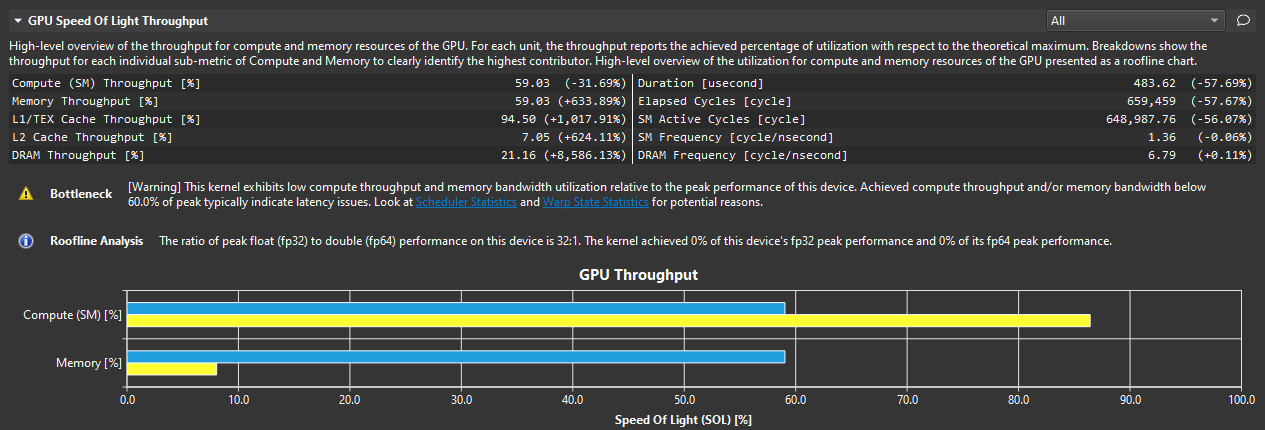 GPU Speed Of Light Throughput
All
High-level overview of the throughput for compute and memory resources of the GPU. For each unit, the throughput reports the achieved percentage of utilization with respect to the theoretical maximum. Breakdowns show the
throughput for each individual sub-metric of Compute and Memory to clearly identify the highest contributor. High-level overview of the utilization for compute and memory resources of the GPU presented as a roofline chart.
Compute (SM) Throughput [%] 59.03 (-31.69%) Duration [usecond] 483.62 (-57.69%)
Memory Throughput [%] 59.03 (+633.89%) Elapsed Cycles [cycle] 659,459 (-57.67%)
L1/TEX Cache Throughput [%] 94.50 (+1,017.91%) SM Active Cycles [cycle] 648,987.76 (-56.07%)
L2 Cache Throughput [%] 7.05 (+624.11%) SM Frequency [cycle/nsecond] 1.36 (-0.06%)
DRAM Throughput [%] 21.16 (+8,586.13%) DRAM Frequency [cycle/nsecond] 6.79 (+0.11%)
Bottleneck [Warning] This kernel exhibits low compute throughput and memory bandwidth utilization relative to the peak performance of this device. Achieved compute throughput and/or memory bandwidth below
60.0% of peak typically indicate latency issues. Look at Scheduler Statistics and Warp State Statistics for potential reasons.
Roofline Analysis The ratio of peak float (fp32) to double (fp64) performance on this device is 32:1. The kernel achieved 0% of this device's fp32 peak performance and 0% of its fp64 peak performance.
GPU Throughput
Compute (SM) [%]
Memory [%]
0.0 10.0 20.0 30.0 40.0 50.0 60.0 70.0 80.0 90.0 100.0
Speed Of Light (SOL) [%]